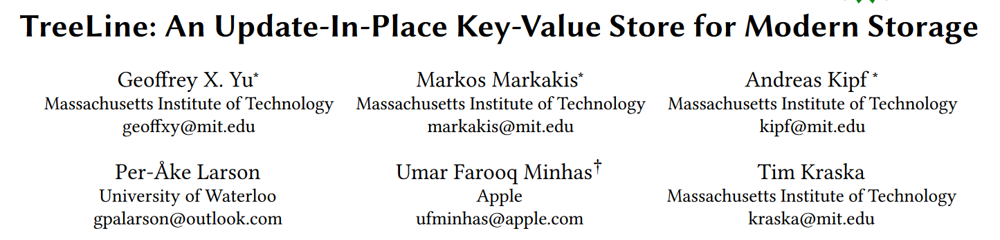 TreeLine: An Update-In-Place Key-Value Store for Modern Storage
Geoffrey X. Yu*
Massachusetts Institute of Technology
geoffxy@mit.edu
Markos Markakis*
Massachusetts Institute of Technology
markakis@mit.edu
Andreas Kipf *
Massachusetts Institute of Technology
kipf@mit.edu
Per-Åke Larson
University of Waterloo
gpalarson@outlook.com
Umar Farooq Minhas†
Apple
ufminhas@apple.com
Tim Kraska
Massachusetts Institute of Technology
kraska@mit.edu